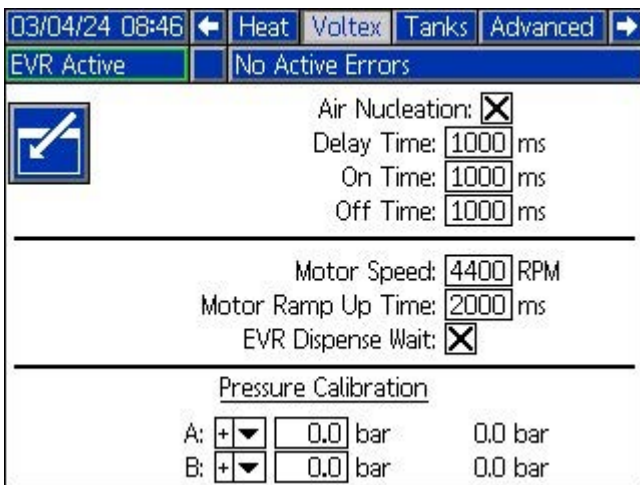 03/04/24 08:46 Heat Voltex Tanks Advanced
EVR Active No Active Errors
Air Nucleation:
Delay Time: 1000 ms
On Time: 1000 ms
Off Time: 1000 ms
Motor Speed: 4400 RPM
Motor Ramp Up Time: 2000 ms
EVR Dispense Wait:
Pressure Calibration
A: + 0.0 bar 0.0 bar
B: + 0.0 bar 0.0 bar